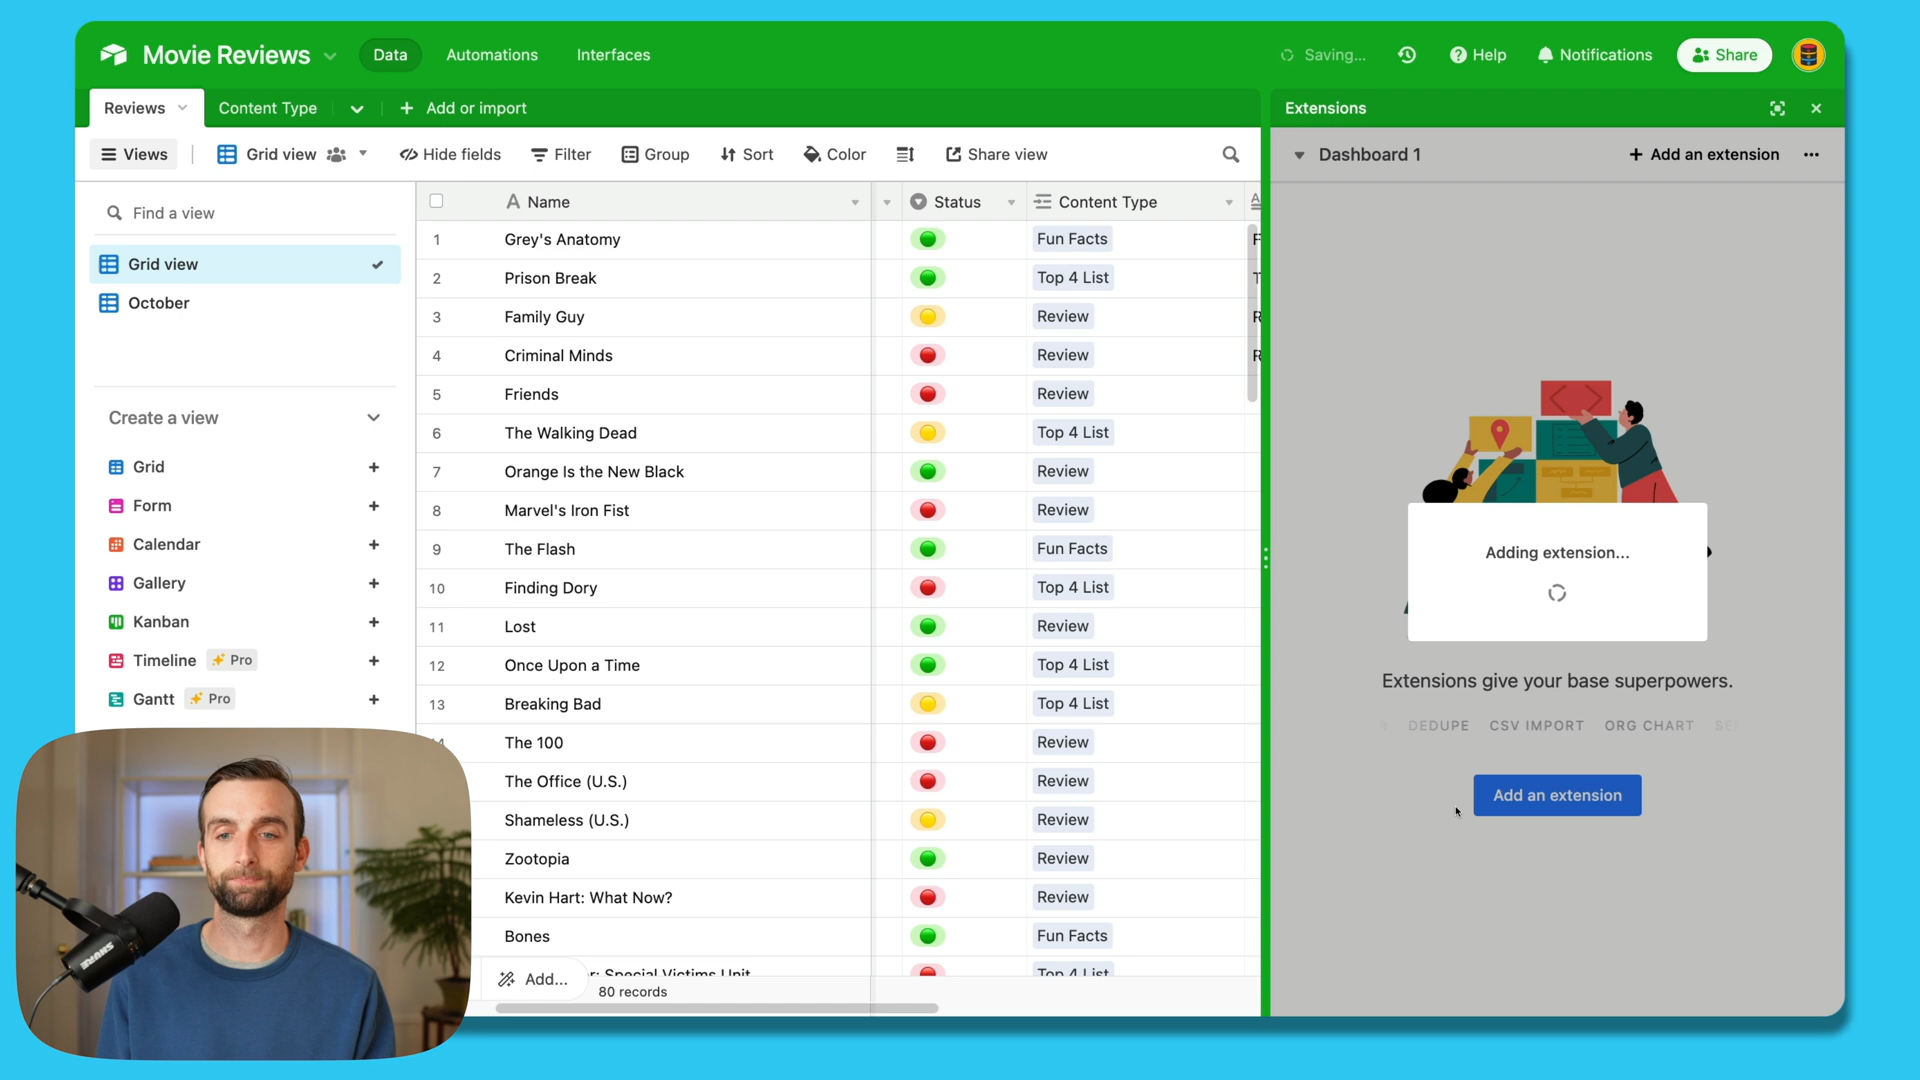 Movie Reviews
Data
Automations
Interfaces
Saving...
Help
Notifications
Share
Reviews
Content Type
+ Add or import
Extensions
Views
Grid view
Hide fields
Filter
Group
Sort
Color
Share view
Dashboard 1
+ Add an extension
Find a view
Grid view
October
Create a view
Grid
Form
Calendar
Gallery
Kanban
Timeline
Pro
Gantt
Pro
Name
Status
Content Type
1 Grey's Anatomy Fun Facts
2 Prison Break Top 4 List
3 Family Guy Review
4 Criminal Minds Review
5 Friends Review
6 The Walking Dead Top 4 List
7 Orange Is the New Black Review
8 Marvel's Iron Fist Review
9 The Flash Fun Facts
10 Finding Dory Top 4 List
11 Lost Review
12 Once Upon a Time Top 4 List
13 Breaking Bad Top 4 List
The 100 Review
The Office (U.S.) Review
Shameless (U.S.) Review
Zootopia Review
Kevin Hart: What Now? Review
Bones Fun Facts
r: Special Victims Unit Top 4 List
Add...
80 records
Adding extension...
Extensions give your base superpowers.
DEDUPE CSV IMPORT ORG CHART
Add an extension
SHURE